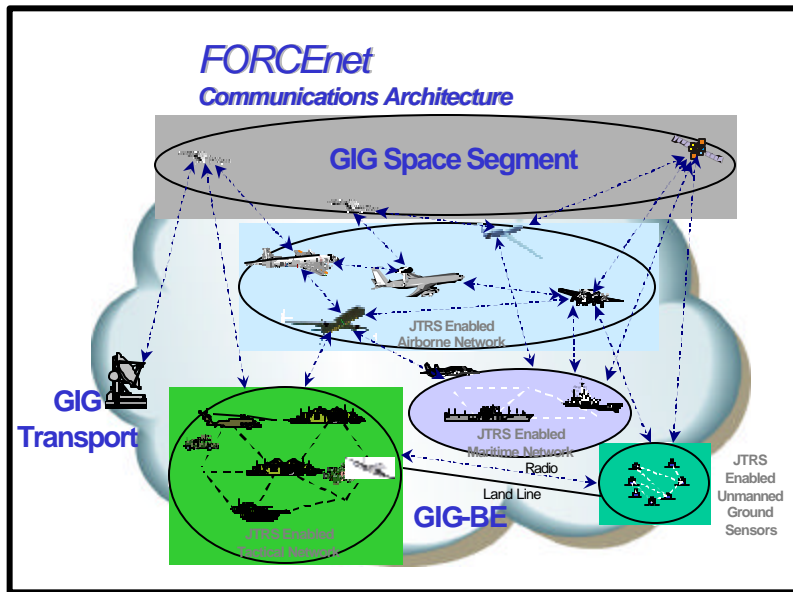 FORCEnet
Communications Architecture
GIG Space Segment
JTRS Enabled
Airborne Network
GIG
Transport
JTRS Enabled
Maritime Network
Radio
Land Line
GIG-BE
JTRS Enabled
Tactical Network
JTRS
Enabled
Unmanned
Ground
Sensors